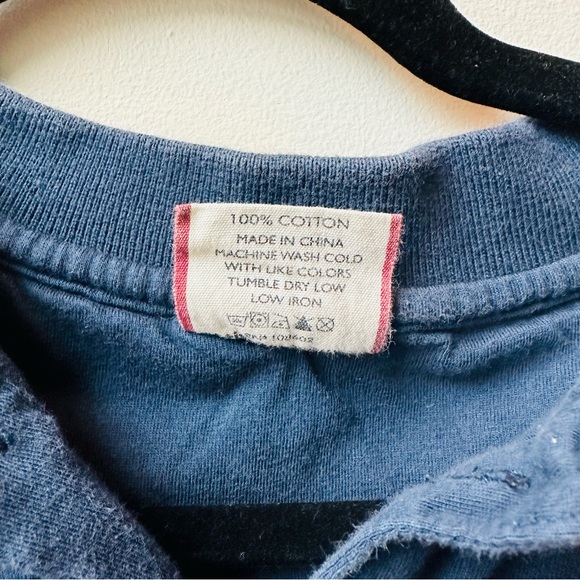 100% COTTON
MADE IN CHINA
MACHINE WASH COLD
WITH LIKE COLORS
TUMBLE DRY LOW
LOW IRON